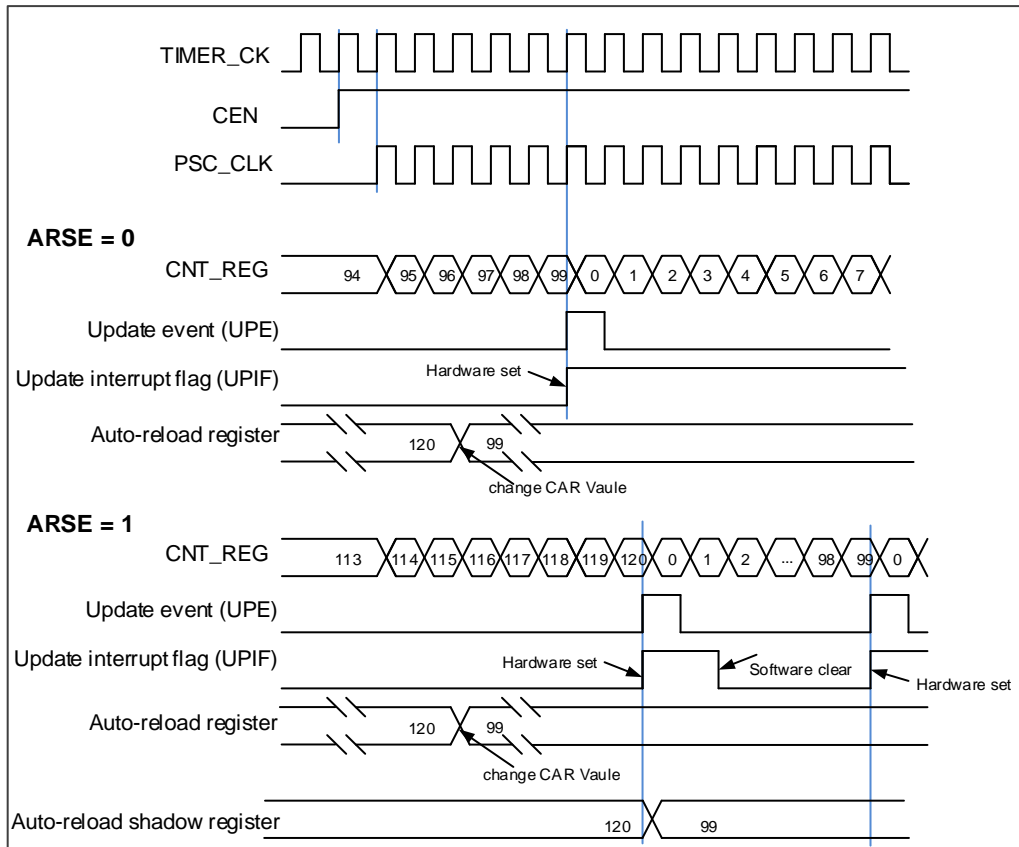 TIMER_CK
CEN
PSC_CLK
ARSE = 0
CNT_REG 94 95 96 97 98 99 0 1 2 3 4 5 6 7
Update event (UPE)
Update interrupt flag (UPIF) Hardware set
Auto-reload register 120 99
change CAR Vaule
ARSE = 1
CNT_REG 113 114 115 116 117 118 119 120 0 1 2 ... 98 99 0
Update event (UPE)
Update interrupt flag (UPIF) Hardware set Software clear Hardware set
Auto-reload register 120 99
change CAR Vaule
Auto-reload shadow register 120 99